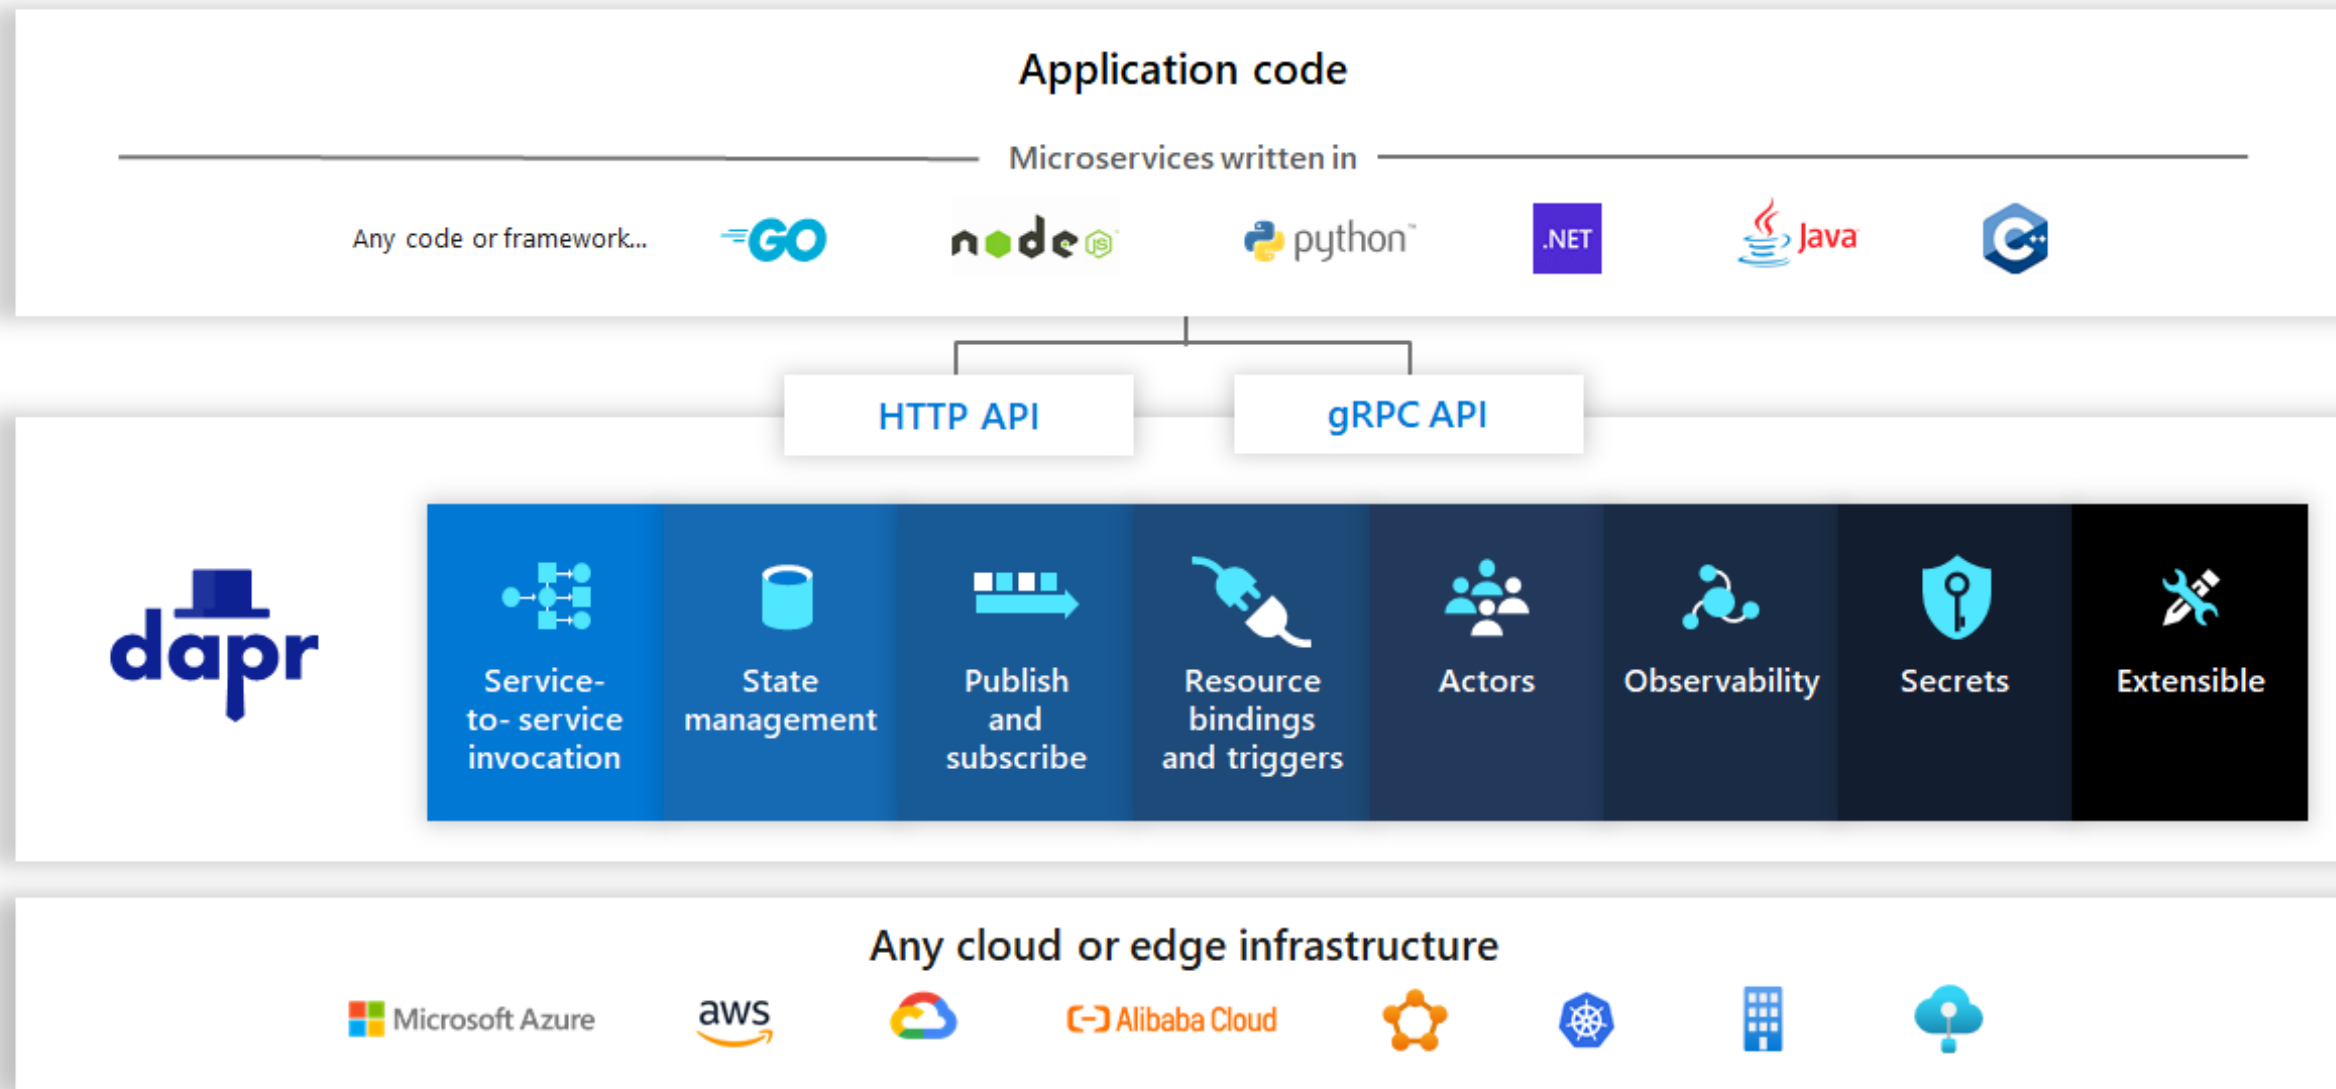 Application code
Microservices written in
Any code or framework...
GO
node JS
python™
.NET
Java
C++
HTTP API
gRPC API
dapr
Service-
to- service
invocation
State
management
Publish
and
subscribe
Resource
bindings
and triggers
Actors
Observability
Secrets
Extensible
Any cloud or edge infrastructure
Microsoft Azure
aws
Alibaba Cloud